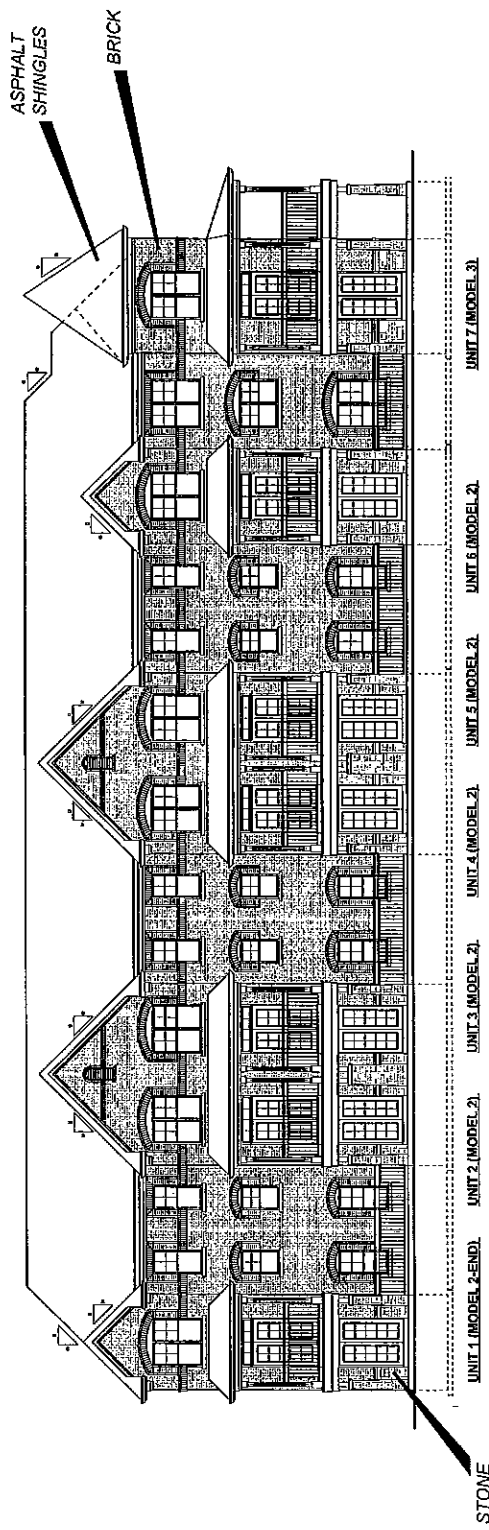 ASPHALT
SHINGLES
BRICK
STONE
UNIT 1 (MODEL 2-END)
UNIT 2 (MODEL 2)
UNIT 3 (MODEL 2)
UNIT 4 (MODEL 2)
UNIT 5 (MODEL 2)
UNIT 6 (MODEL 2)
UNIT 7 (MODEL 3)